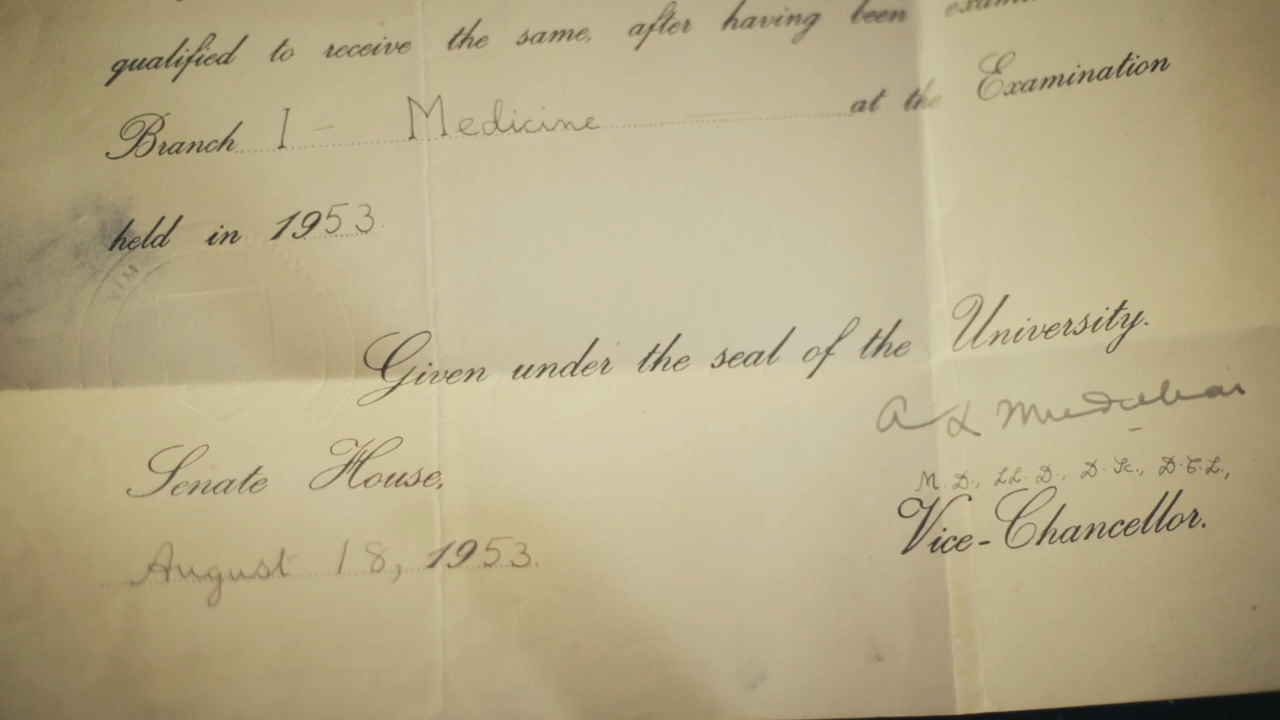 qualified to receive the same, after having been
Branch I - Medicine at the Examination
held in 1953
Given under the seal of the University.
A L Mudaliar
M.D., LL.D., D.Sc., D.C.L.,
Senate House,
Vice-Chancellor.
August 18, 1953.